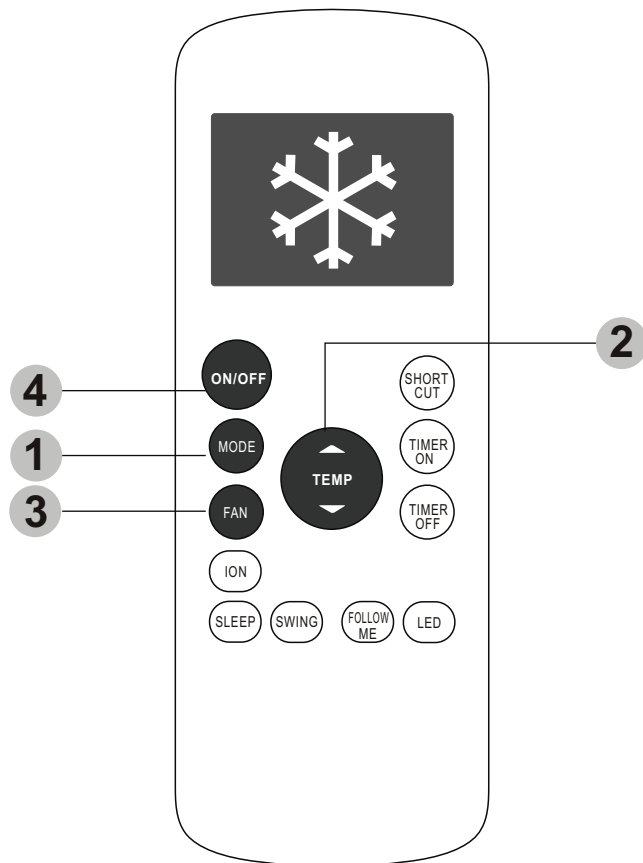 2
4
ON/OFF
SHORT
CUT
1
MODE
TEMP
TIMER
ON
3
FAN
TIMER
OFF
ION
SLEEP
SWING
FOLLOW
ME
LED